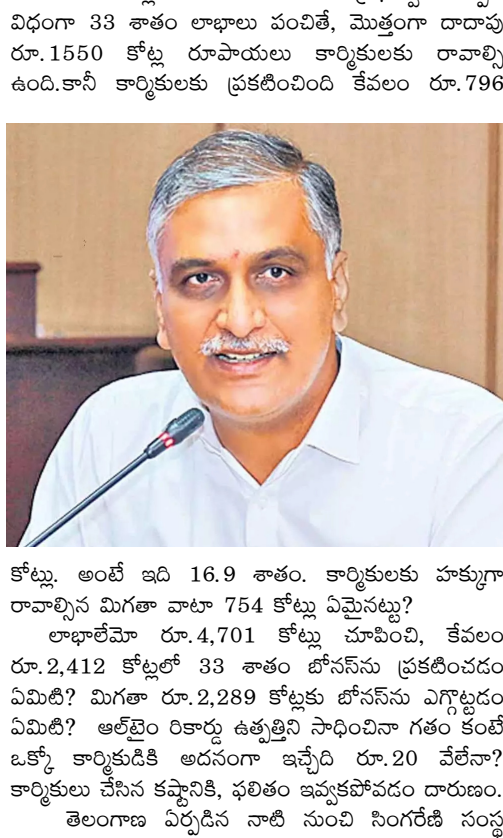 విధంగా 33 శాతం లాభాలు పంచితే, మొత్తంగా దాదాపు
రూ.1550 కోట్ల రూపాయలు కార్మికులకు రావాల్సి
ఉంది.కానీ కార్మికులకు ప్రకటించింది కేవలం రూ.796
కోట్లు. అంటే ఇది 16.9 శాతం. కార్మికులకు హక్కుగా
రావాల్సిన మిగతా వాటా 754 కోట్లు ఏమైనట్టు?
లాభాలేమో రూ.4,701 కోట్లు చూపించి, కేవలం
రూ.2,412 కోట్లలో 33 శాతం బోనస్‌ను ప్రకటించడం
ఏమిటి? మిగతా రూ.2,289 కోట్లకు బోనస్‌ను ఎగ్గొట్టడం
ఏమిటి? ఆల్‌టైం రికార్డు ఉత్పత్తిని సాధించినా గతం కంటే
ఒక్కో కార్మికుడికి అదనంగా ఇచ్చేది రూ.20 వేలేనా?
కార్మికులు చేసిన కష్టానికి, ఫలితం ఇవ్వకపోవడం దారుణం.
తెలంగాణ ఏర్పడిన నాటి నుంచి సింగరేణి సంస్థ